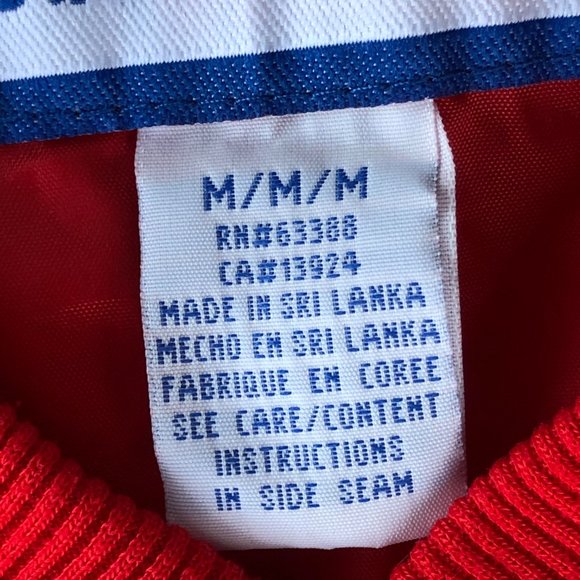 M/M/M
RN#63388
CA#13924
MADE IN SRI LANKA
MECHO EN SRI LANKA
FABRIQUE EN COREE
SEE CARE/CONTENT
INSTRUCTIONS
IN SIDE SEAM